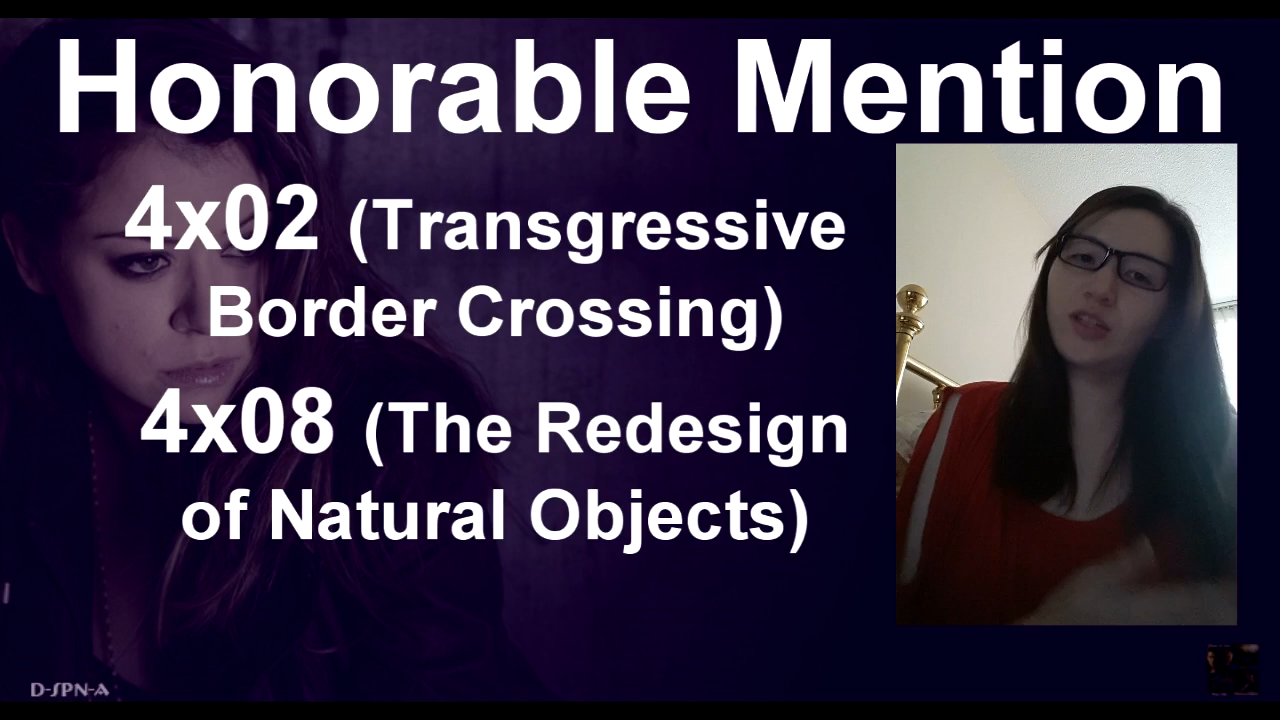 Honorable Mention
4x02 (Transgressive
Border Crossing)
4x08 (The Redesign
of Natural Objects)
D-SPN-A